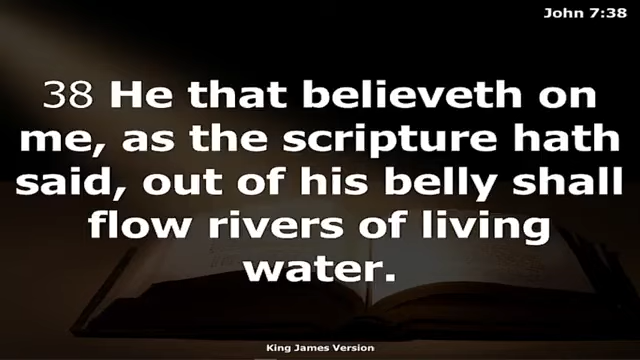 John 7:38
38 He that believeth on
me, as the scripture hath
said, out of his belly shall
flow rivers of living
water.
King James Version